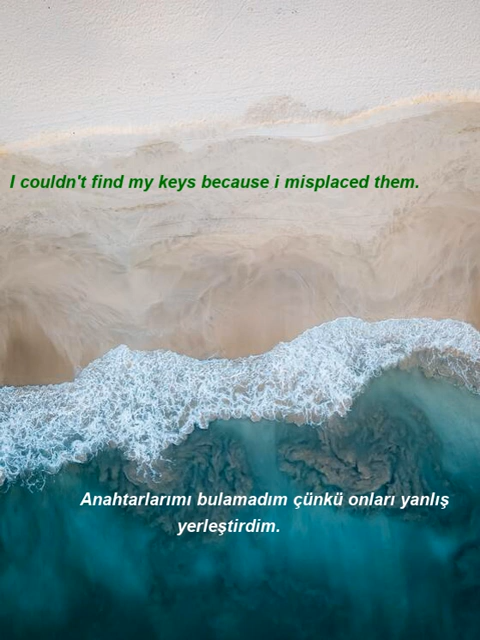 I couldn't find my keys because i misplaced them.
Anahtarlarımı bulamadım çünkü onları yanlış
yerleştirdim.